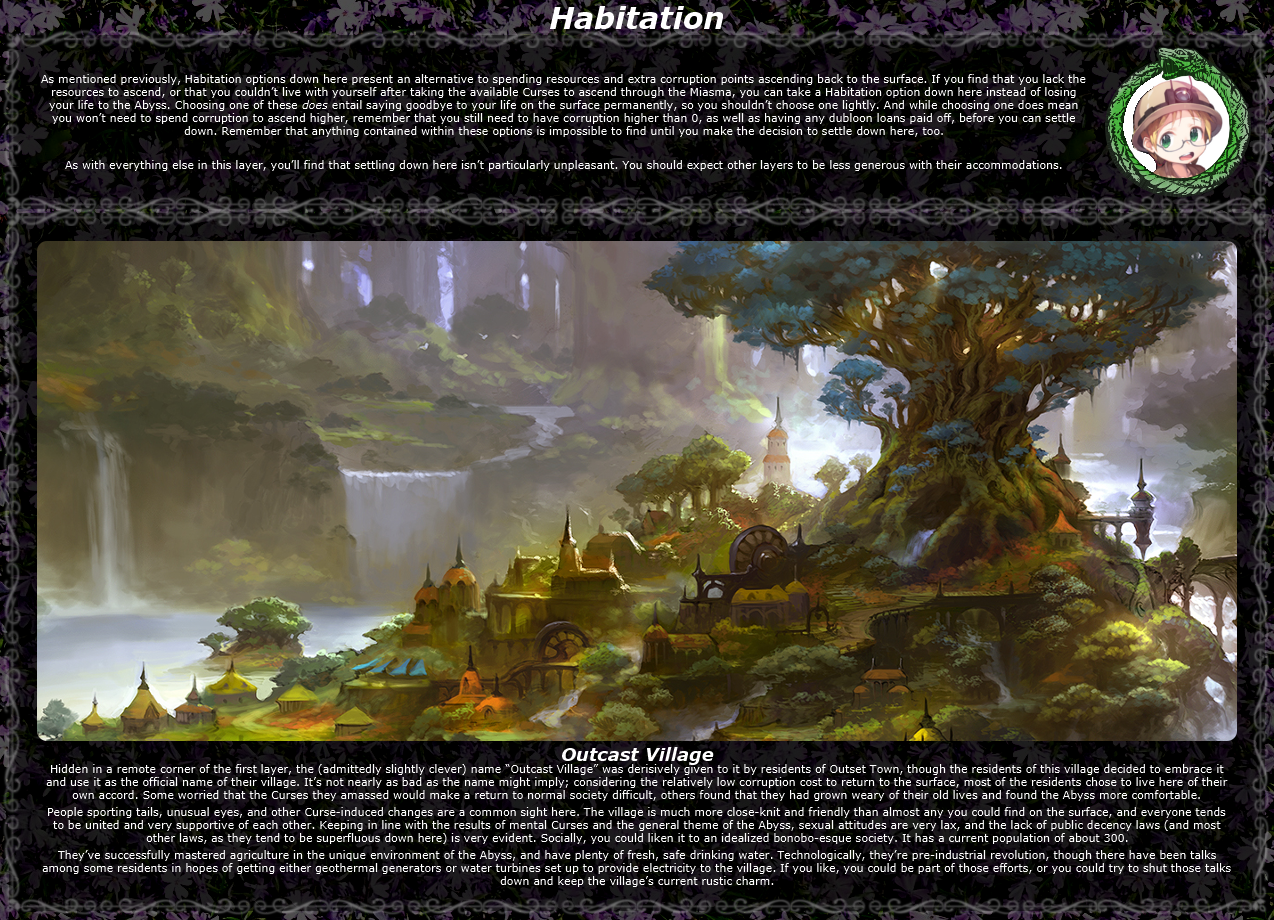 Habitation
As mentioned previously, Habitation options down here present an alternative to spending resources and extra corruption points ascending back to the surface. If you find that you lack the
resources to ascend, or that you couldn't live with yourself after taking the available Curses to ascend through the Miasma, you can take a Habitation option down here instead of losing
your life to the Abyss. Choosing one of these does entail saying goodbye to your life on the surface permanently, so you shouldn't choose one lightly. And while choosing one does mean
you won't need to spend corruption to ascend higher, remember that you still need to have corruption higher than 0, as well as having any dubloon loans paid off, before you can settle
down. Remember that anything contained within these options is impossible to find until you make the decision to settle down here, too.
As with everything else in this layer, you'll find that settling down here isn't particularly unpleasant. You should expect other layers to be less generous with their accommodations.
Outcast Village
Hidden in a remote corner of the first layer, the (admittedly slightly clever) name “Outcast Village” was derisively given to it by residents of Outset Town, though the residents of this village decided to embrace it
and use it as the official name of their village. It's not nearly as bad as the name might imply; considering the relatively low corruption cost to return to the surface, most of the residents chose to live here of their
own accord. Some worried that the Curses they amassed would make a return to normal society difficult, others found that they had grown weary of their old lives and found the Abyss more comfortable.
People sporting tails, unusual eyes, and other Curse-induced changes are a common sight here. The village is much more close-knit and friendly than almost any you could find on the surface, and everyone tends
to be united and very supportive of each other. Keeping in line with the results of mental Curses and the general theme of the Abyss, sexual attitudes are very lax, and the lack of public decency laws (and most
other laws, as they tend to be superfluous down here) is very evident. Socially, you could liken it to an idealized bonobo-esque society. It has a current population of about 300.
They've successfully mastered agriculture in the unique environment of the Abyss, and have plenty of fresh, safe drinking water. Technologically, they're pre-industrial revolution, though there have been talks
among some residents in hopes of getting either geothermal generators or water turbines set up to provide electricity to the village. If you like, you could be part of those efforts, or you could try to shut those talks
down and keep the village's current rustic charm.